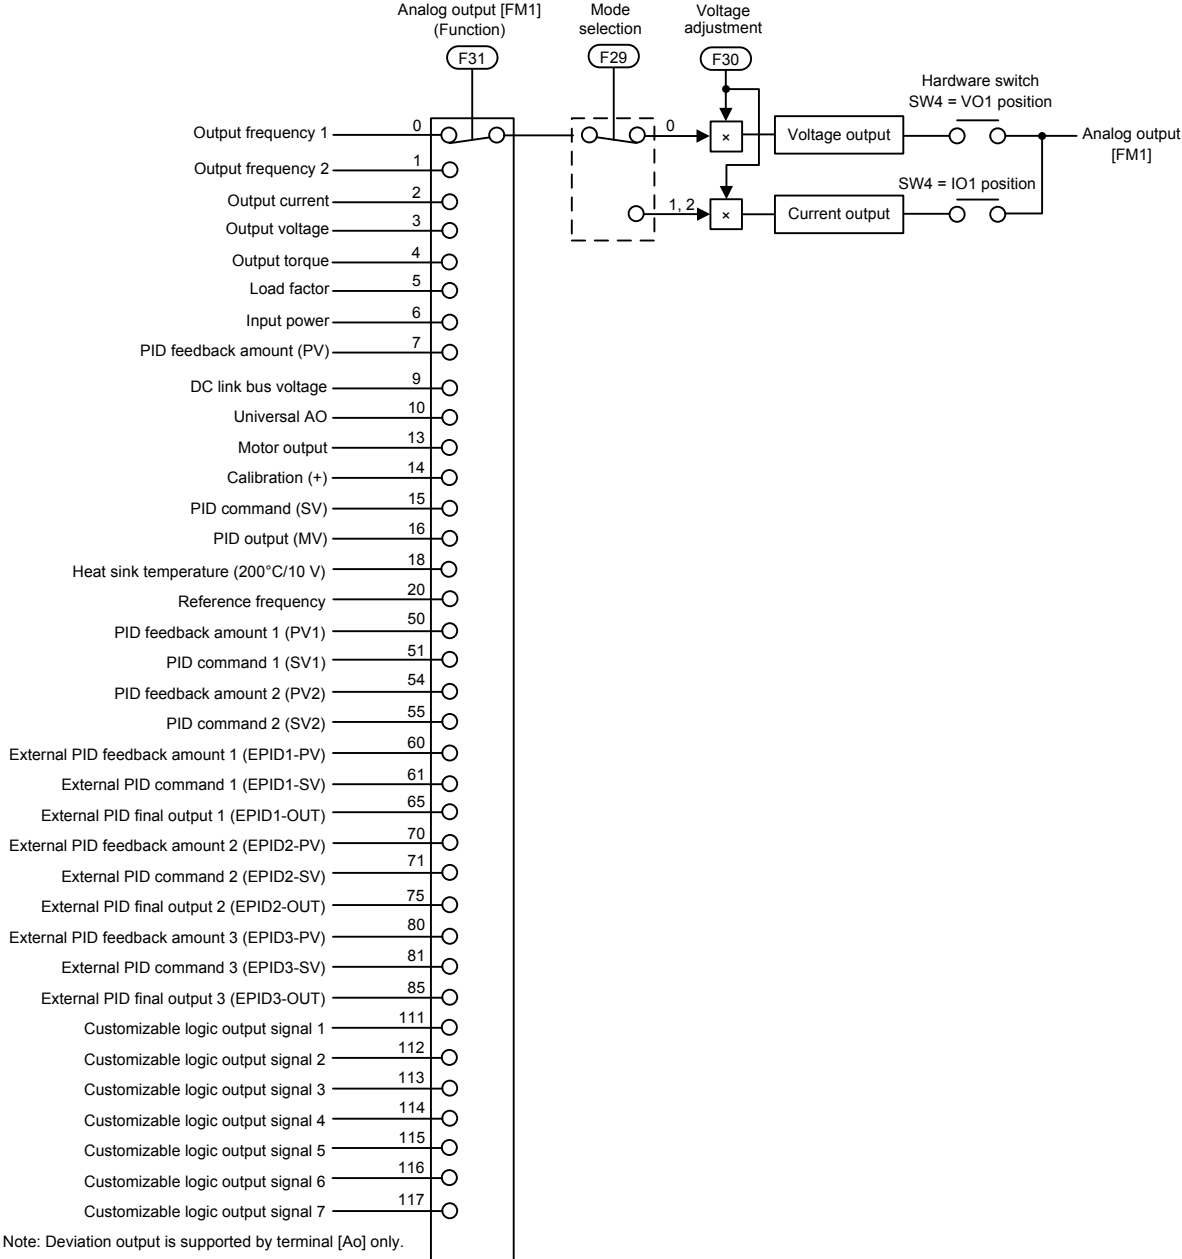 Analog output [FM1]
(Function)
Mode
selection
Voltage
adjustment
F31
F29
F30
Hardware switch
SW4 = VO1 position
Output frequency 1
0
0
×
Voltage output
Analog output
[FM1]
Output frequency 2
1
SW4 = IO1 position
Output current
2
1, 2
×
Current output
Output voltage
3
Output torque
4
Load factor
5
Input power
6
PID feedback amount (PV)
7
DC link bus voltage
9
Universal AO
10
Motor output
13
Calibration (+)
14
PID command (SV)
15
PID output (MV)
16
Heat sink temperature (200°C/10 V)
18
Reference frequency
20
PID feedback amount 1 (PV1)
50
PID command 1 (SV1)
51
PID feedback amount 2 (PV2)
54
PID command 2 (SV2)
55
External PID feedback amount 1 (EPID1-PV)
60
External PID command 1 (EPID1-SV)
61
External PID final output 1 (EPID1-OUT)
65
External PID feedback amount 2 (EPID2-PV)
70
External PID command 2 (EPID2-SV)
71
External PID final output 2 (EPID2-OUT)
75
External PID feedback amount 3 (EPID3-PV)
80
External PID command 3 (EPID3-SV)
81
External PID final output 3 (EPID3-OUT)
85
Customizable logic output signal 1
111
Customizable logic output signal 2
112
Customizable logic output signal 3
113
Customizable logic output signal 4
114
Customizable logic output signal 5
115
Customizable logic output signal 6
116
Customizable logic output signal 7
117
Note: Deviation output is supported by terminal [Ao] only.